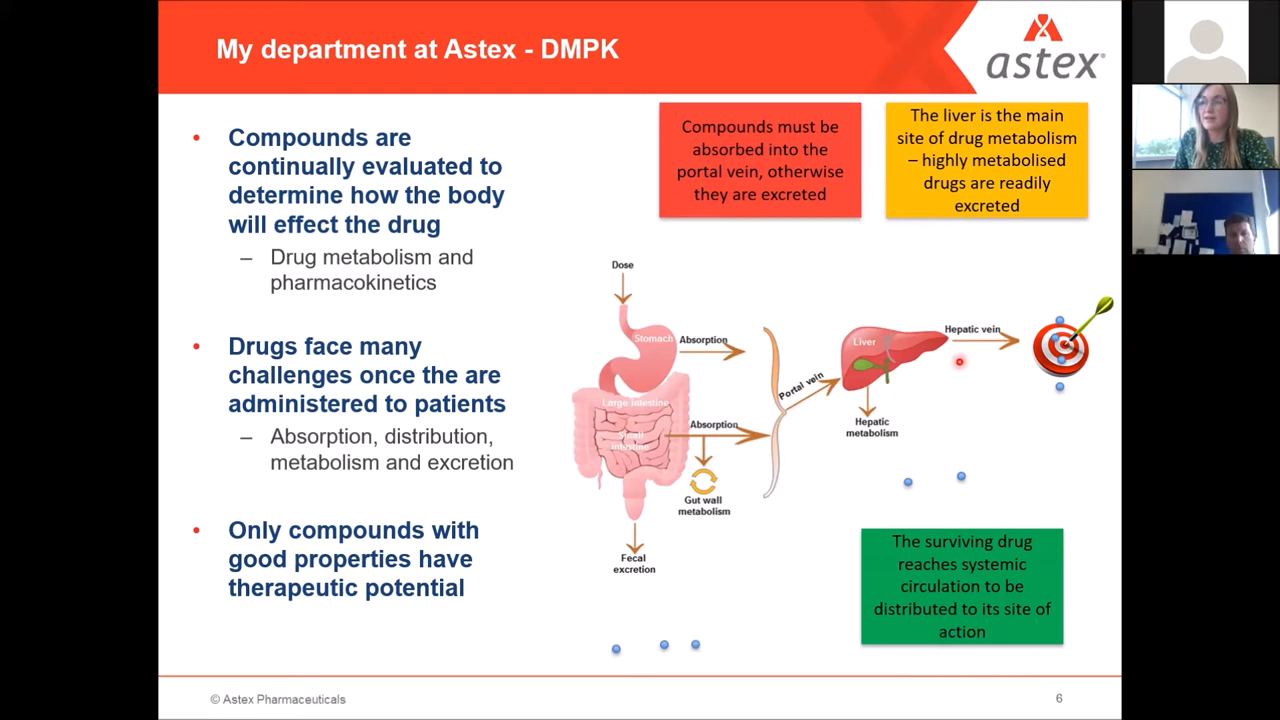 My department at Astex - DMPK
astex
• Compounds are
continually evaluated to
determine how the body
will effect the drug
– Drug metabolism and
pharmacokinetics
• Drugs face many
challenges once the are
administered to patients
– Absorption, distribution,
metabolism and excretion
• Only compounds with
good properties have
therapeutic potential
Compounds must be
absorbed into the
portal vein, otherwise
they are excreted
The liver is the main
site of drug metabolism
– highly metabolised
drugs are readily
excreted
Dose
Stomach
Absorption
Large intestine
Small
intestine
Absorption
Gut wall
metabolism
Fecal
excretion
Portal vein
Liver
Hepatic vein
Hepatic
metabolism
The surviving drug
reaches systemic
circulation to be
distributed to its site of
action
© Astex Pharmaceuticals
6